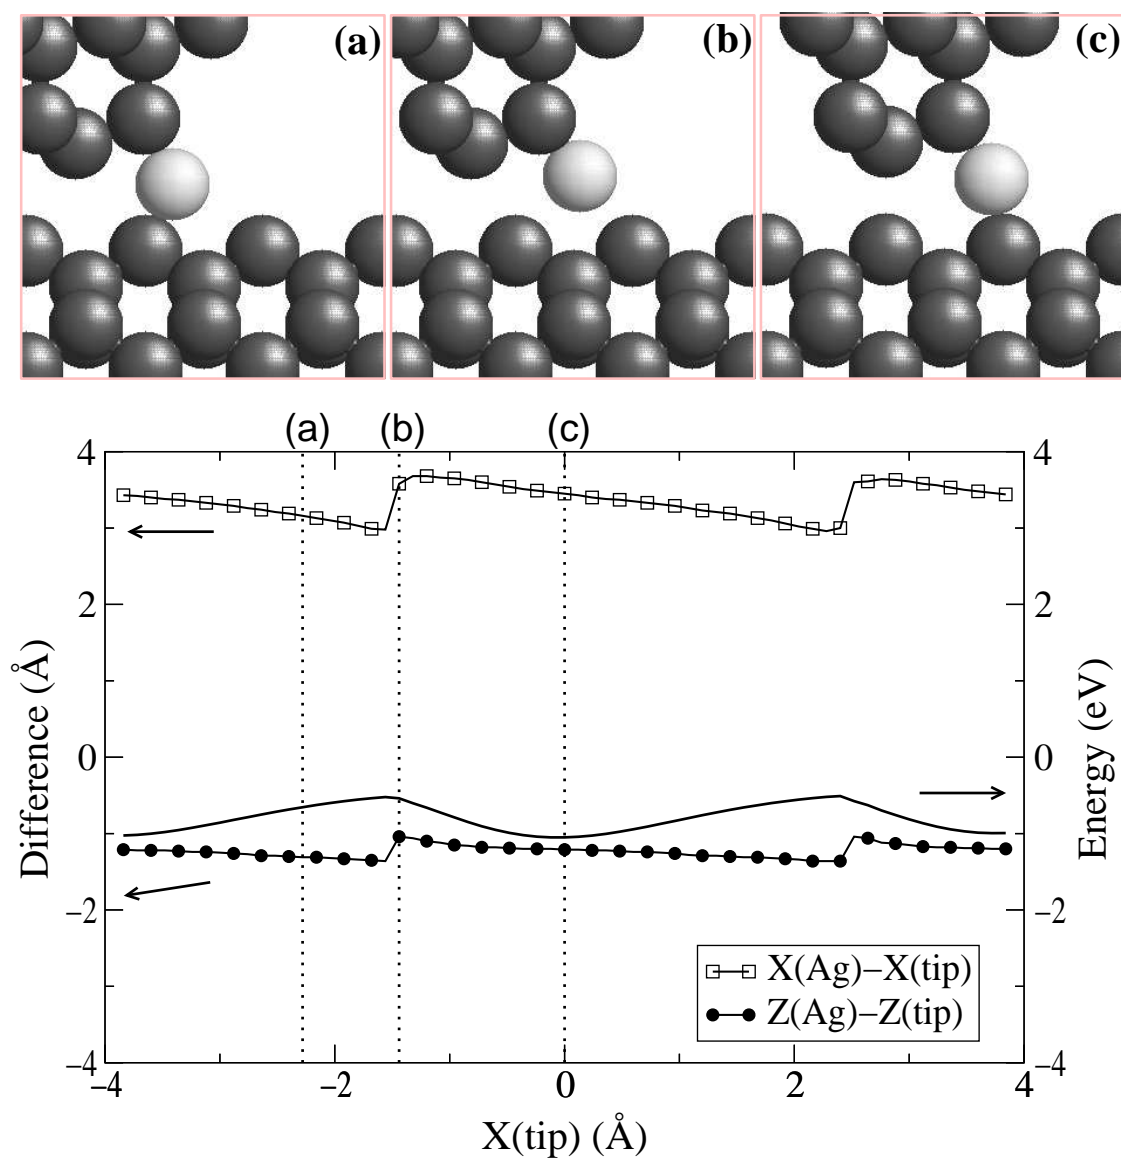 (a)
(b)
(c)
(a)
(b)
(c)
4
2
0
−2
−4
Difference (Å)
4
2
0
−2
−4
Energy (eV)
X(Ag)−X(tip)
Z(Ag)−Z(tip)
−4
−2
0
2
4
X(tip) (Å)